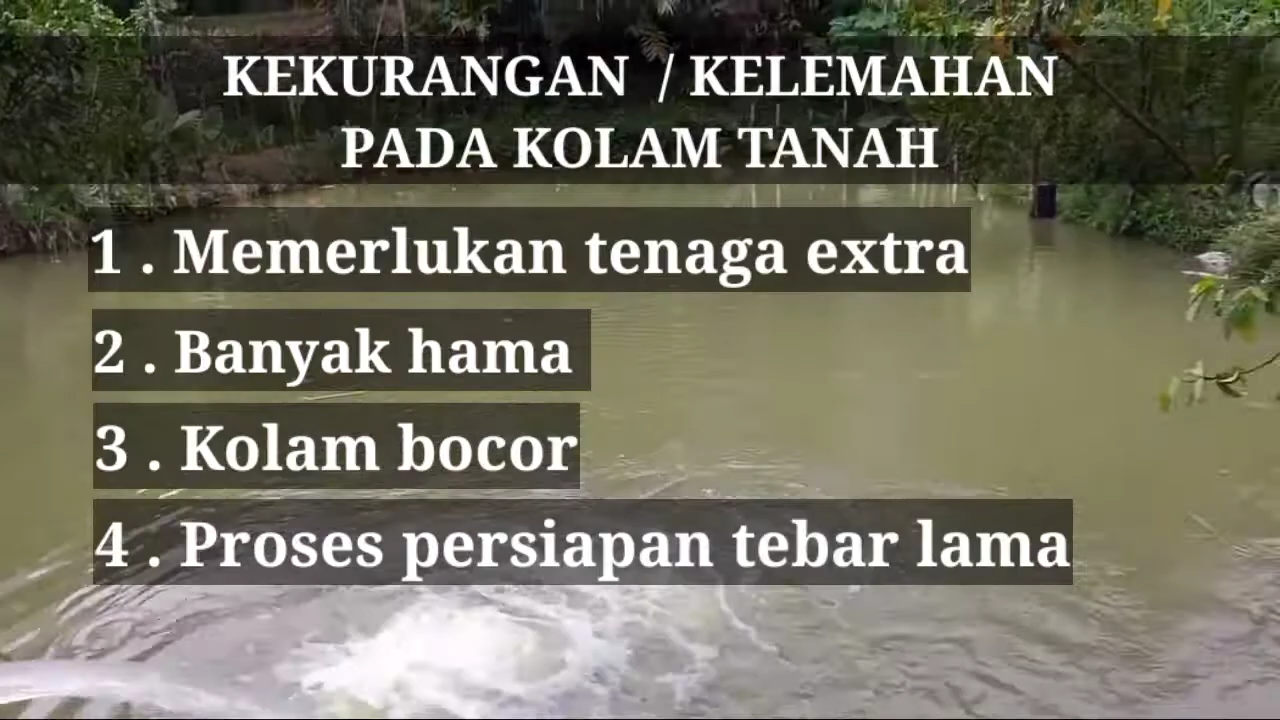 KEKURANGAN / KELEMAHAN
PADA KOLAM TANAH
1 . Memerlukan tenaga extra
2 . Banyak hama
3 . Kolam bocor
4 . Proses persiapan tebar lama